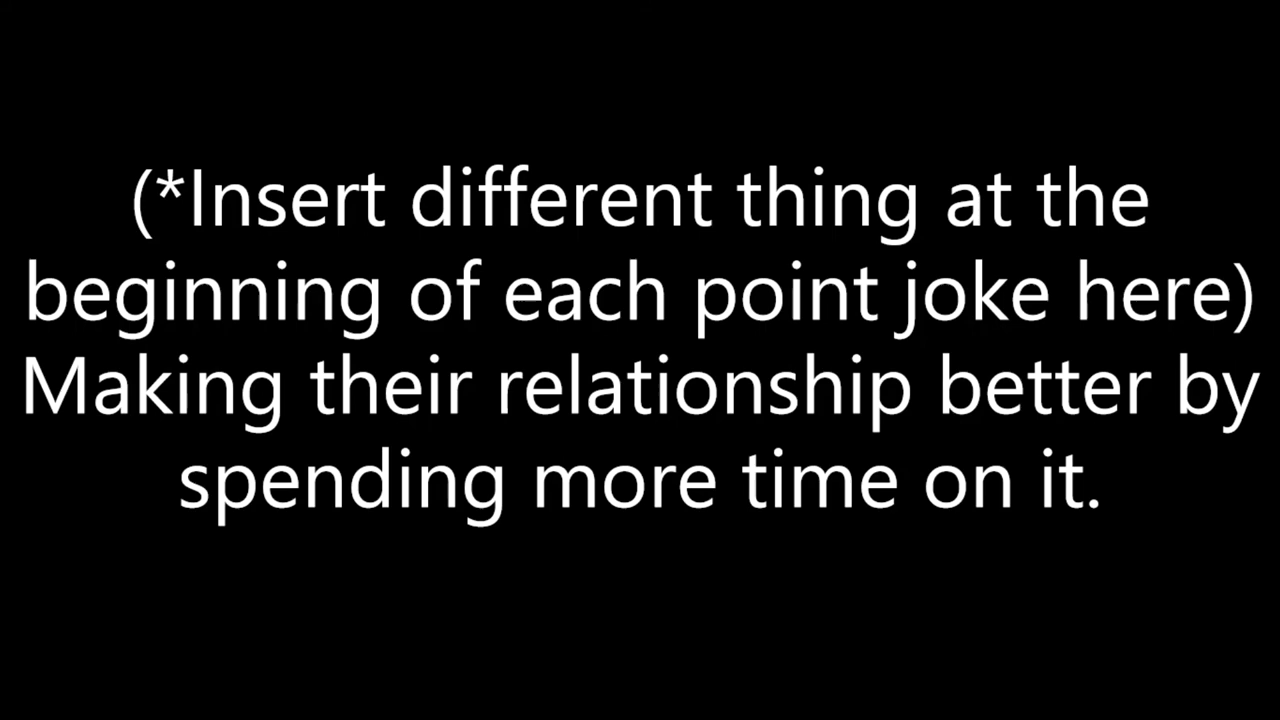 (*Insert different thing at the
beginning of each point joke here)
Making their relationship better by
spending more time on it.